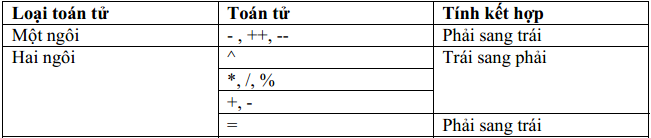 Loại toán tử Toán tử Tính kết hợp
Một ngôi - , ++, -- Phải sang trái
Hai ngôi ^ Trái sang phải
*, /, %
+, -
= Phải sang trái